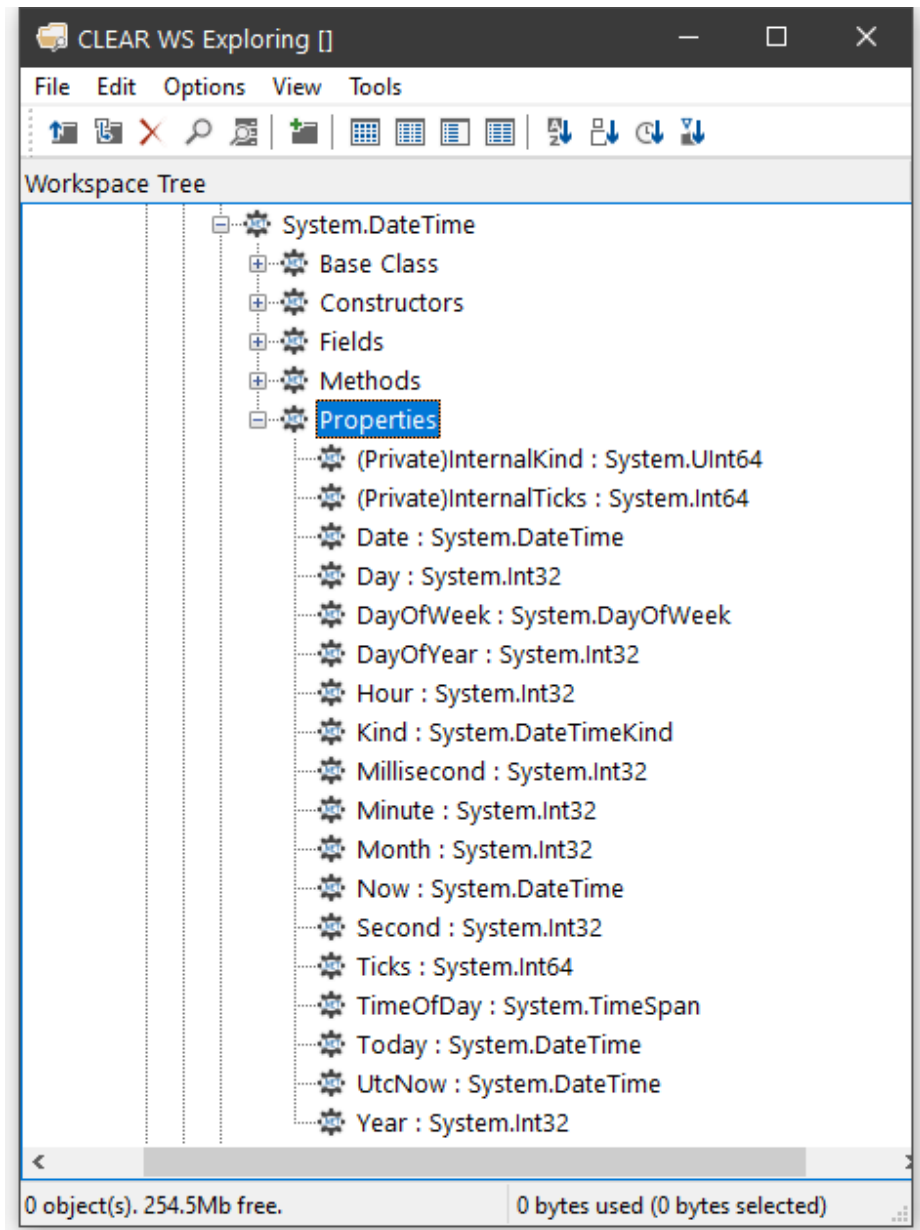 CLEAR WS Exploring []
File Edit Options View Tools
Workspace Tree
System.DateTime
Base Class
Constructors
Fields
Methods
Properties
(Private)InternalKind : System.UInt64
(Private)InternalTicks : System.Int64
Date : System.DateTime
Day : System.Int32
DayOfWeek : System.DayOfWeek
DayOfYear : System.Int32
Hour : System.Int32
Kind : System.DateTimeKind
Millisecond : System.Int32
Minute : System.Int32
Month : System.Int32
Now : System.DateTime
Second : System.Int32
Ticks : System.Int64
TimeOfDay : System.TimeSpan
Today : System.DateTime
UtcNow : System.DateTime
Year : System.Int32
0 object(s). 254.5Mb free. 0 bytes used (0 bytes selected)